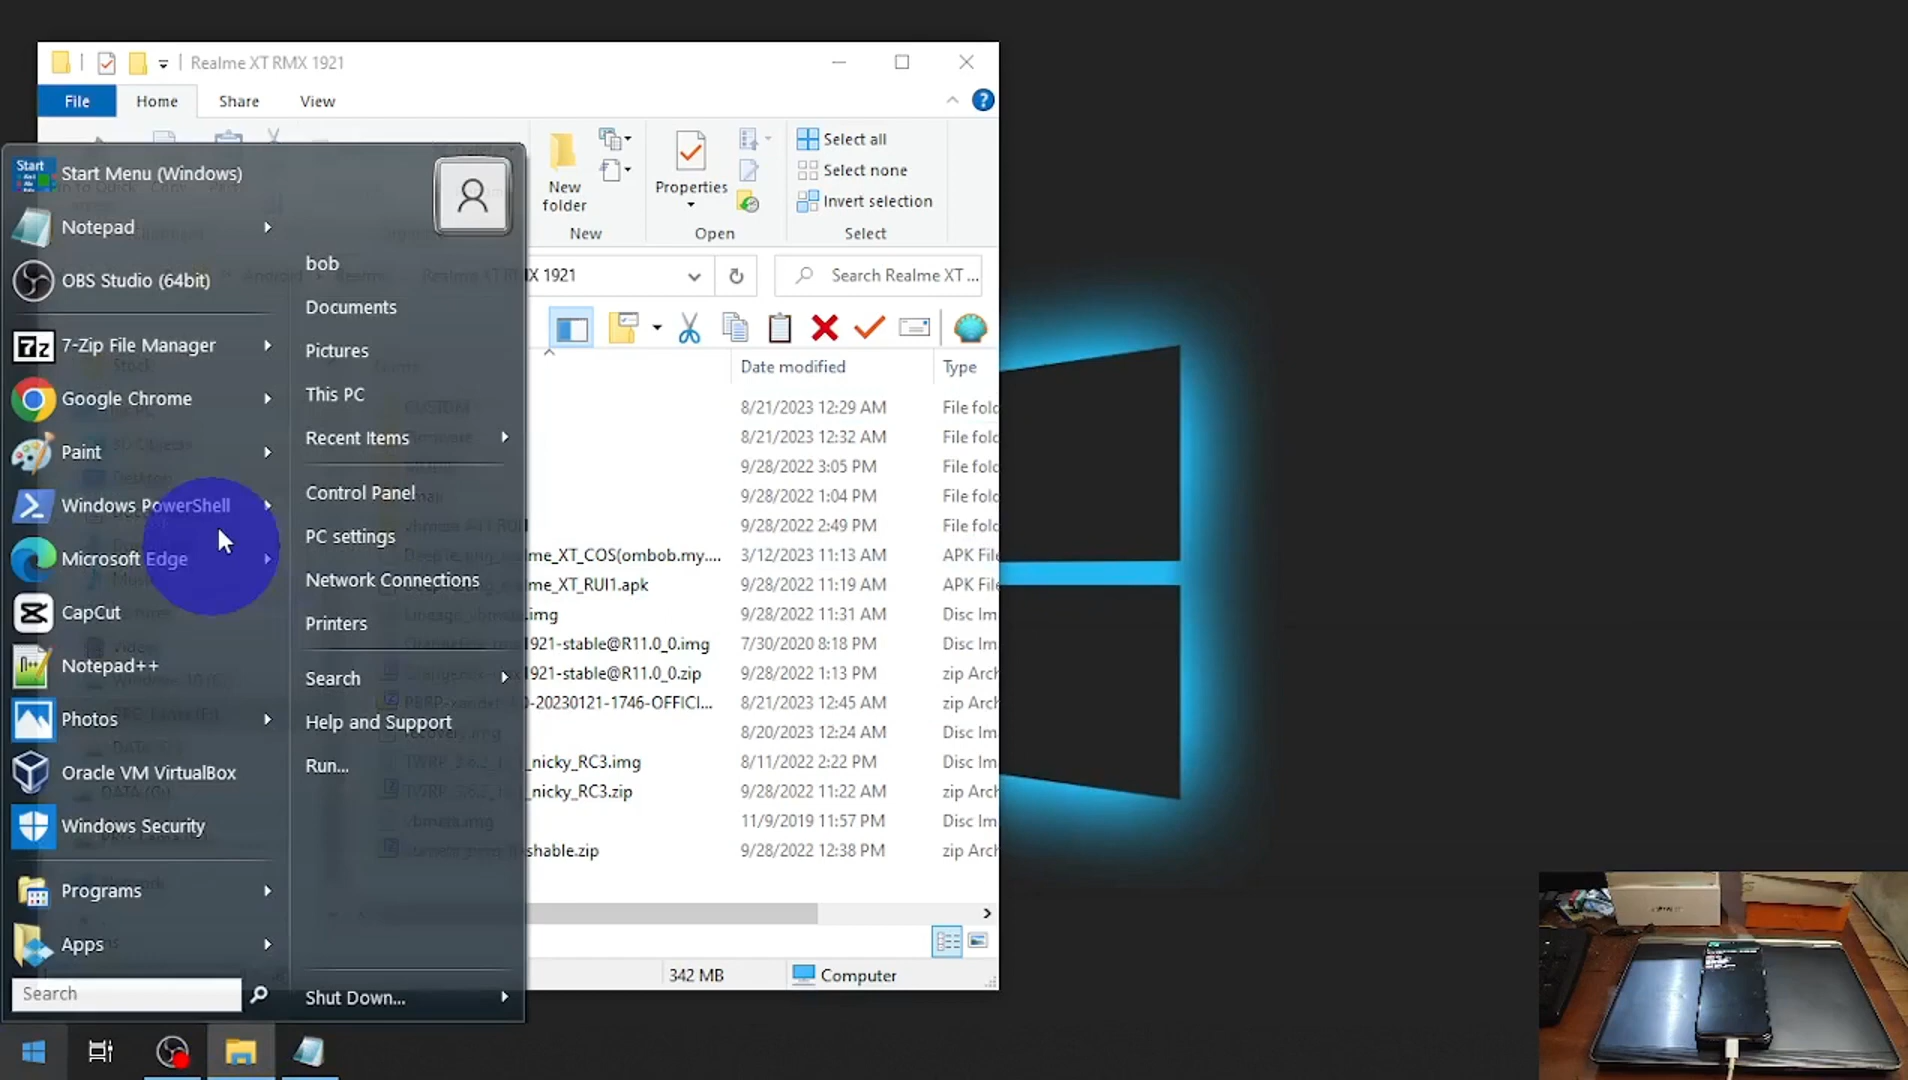 Realme XT RMX 1921
File
Home
Share
View
New folder
Properties
Select all
Select none
Invert selection
New
Open
Select
Realme XT RMX 1921
Search Realme XT ...
Date modified
Type
CUSTOM
8/21/2023 12:29 AM
File fold
8/21/2023 12:32 AM
File fold
9/28/2022 3:05 PM
File fold
9/28/2022 1:04 PM
File fold
9/28/2022 2:49 PM
File fold
me_XT_COS(ombob.my....
3/12/2023 11:13 AM
APK File
me_XT_RUI1.apk
9/28/2022 11:19 AM
APK File
.img
9/28/2022 11:31 AM
Disc Im
1921-stable@R11.0_0.img
7/30/2020 8:18 PM
Disc Im
1921-stable@R11.0_0.zip
9/28/2022 1:13 PM
zip Arch
0-20230121-1746-OFFICI...
8/21/2023 12:45 AM
zip Arch
8/20/2023 12:24 AM
Disc Im
_nicky_RC3.img
8/11/2022 2:22 PM
Disc Im
_nicky_RC3.zip
9/28/2022 11:22 AM
zip Arch
11/9/2019 11:57 PM
Disc Im
shable.zip
9/28/2022 12:38 PM
zip Arch
342 MB
Computer
Start
Start Menu (Windows)
Notepad
OBS Studio (64bit)
7-Zip File Manager
Google Chrome
Paint
Windows PowerShell
Microsoft Edge
CapCut
Notepad++
Photos
Oracle VM VirtualBox
Windows Security
Programs
Apps
Search
bob
Documents
Pictures
This PC
Recent Items
Control Panel
PC settings
Network Connections
Printers
Search
Help and Support
Run...
Shut Down...